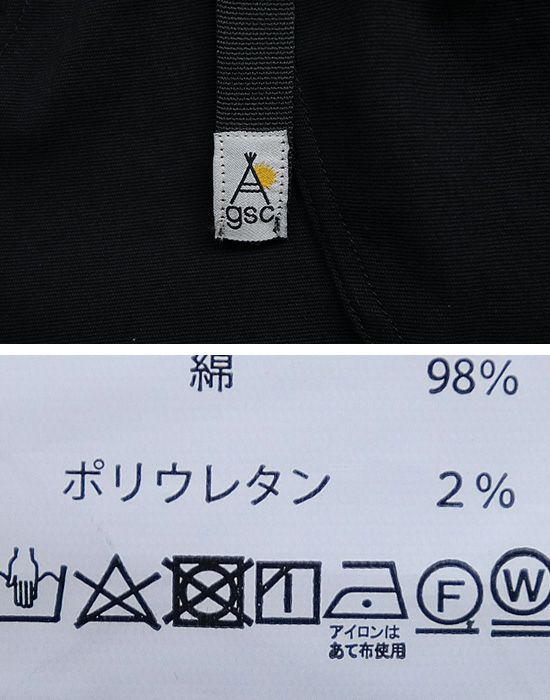 gsc
綿 98%
ポリウレタン 2%
F
W
アイロンは
あて布使用